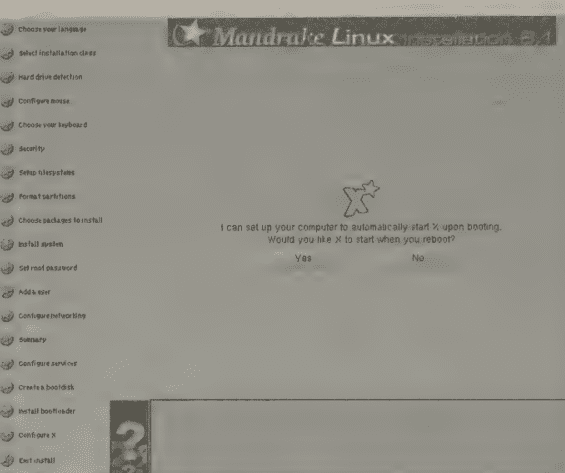 Mandrake Linux Installation 8.1
Choose your language
Select installation class
Hard drive detection
Configure mouse
Choose your keyboard
Security
Setup filesystems
Format partitions
Choose packages to install
Install system
Set root password
Add a user
Configure networking
Summary
Configure services
Create a bootdisk
Install bootloader
Configure X
Exit install
I can set up your computer to automatically start X upon booting.
Would you like X to start when you reboot?
Yes No
?